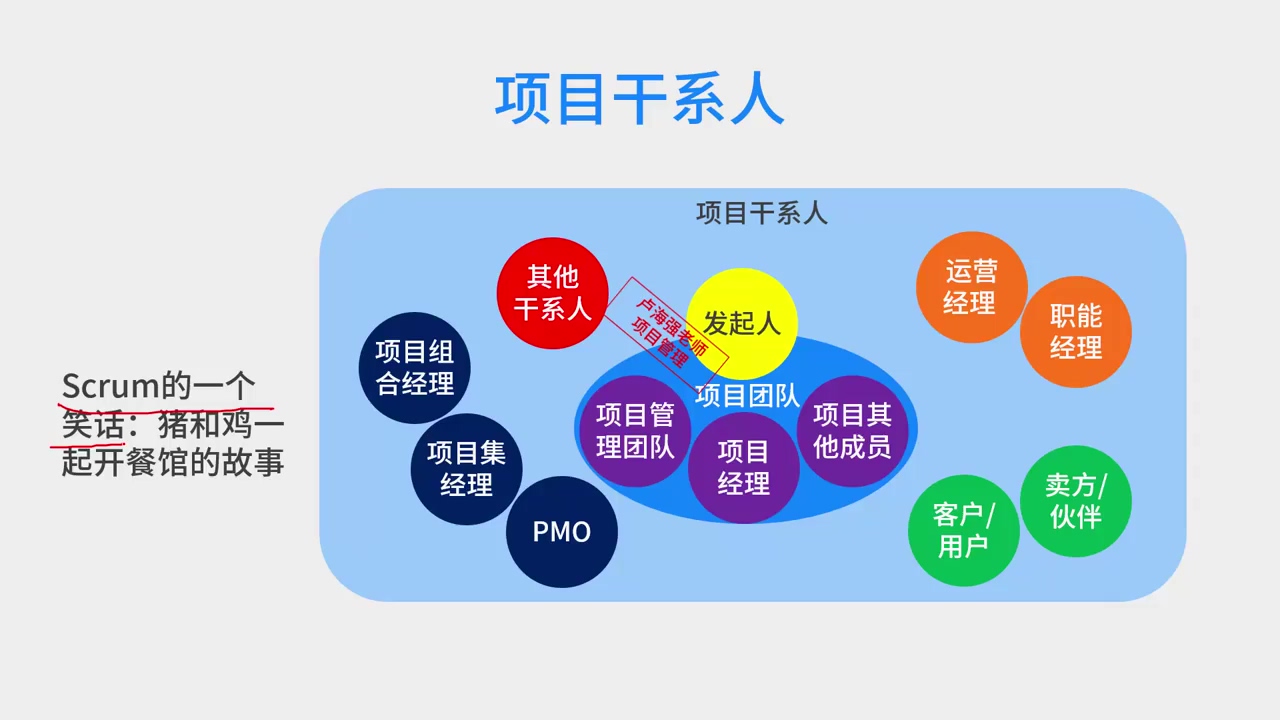 项目干系人
项目干系人
其他
干系人
发起人
运营
经理
职能
经理
卢海强老师
项目管理
项目组
合经理
项目团队
项目管
理团队
项目
经理
项目其
他成员
Scrum的一个
笑话：猪和鸡一
起开餐馆的故事
项目集
经理
PMO
客户/
用户
卖方/
伙伴